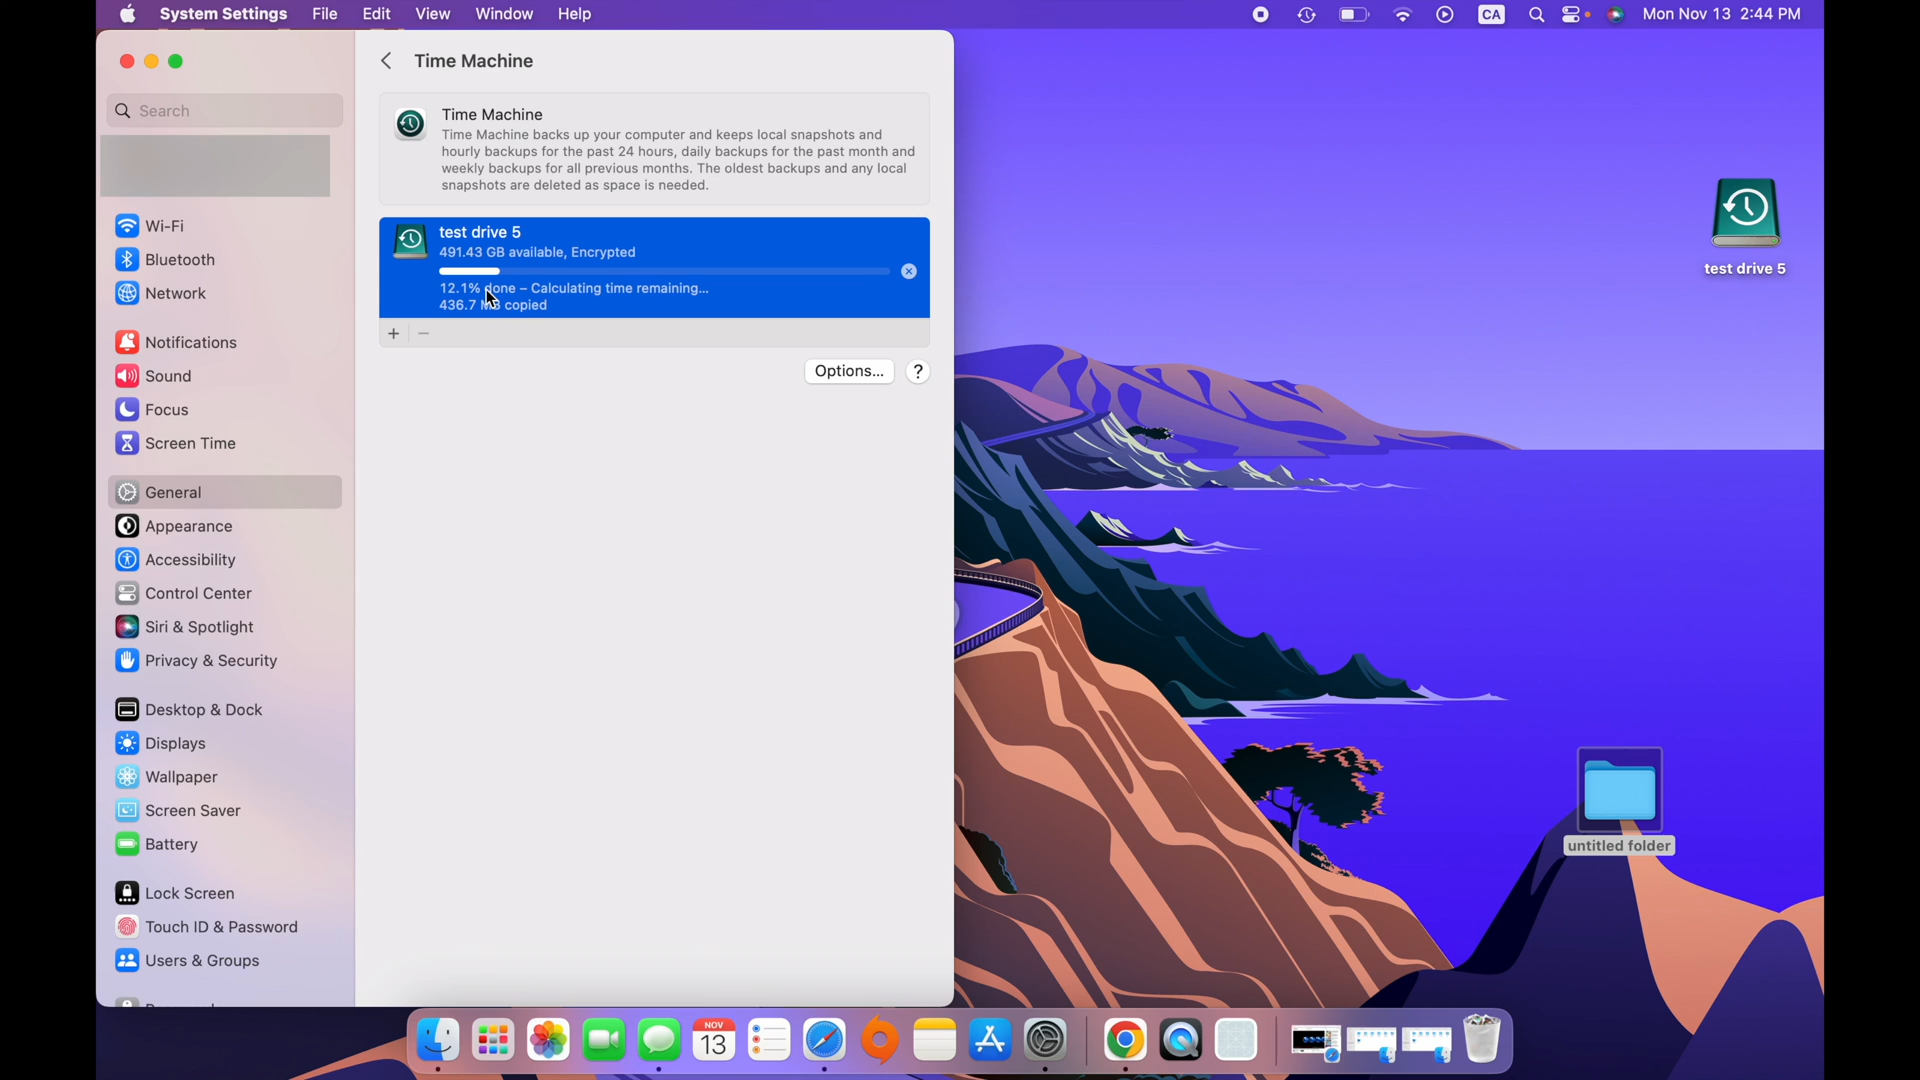 System Settings File Edit View Window Help
CA Mon Nov 13 2:44 PM
Search
Wi-Fi
Bluetooth
Network
Notifications
Sound
Focus
Screen Time
General
Appearance
Accessibility
Control Center
Siri & Spotlight
Privacy & Security
Desktop & Dock
Displays
Wallpaper
Screen Saver
Battery
Lock Screen
Touch ID & Password
Users & Groups
Time Machine
Time Machine
Time Machine backs up your computer and keeps local snapshots and
hourly backups for the past 24 hours, daily backups for the past month and
weekly backups for all previous months. The oldest backups and any local
snapshots are deleted as space is needed.
test drive 5
491.43 GB available, Encrypted
12.1% done – Calculating time remaining...
436.7 MB copied
+ −
Options... ?
test drive 5
untitled folder
NOV
13